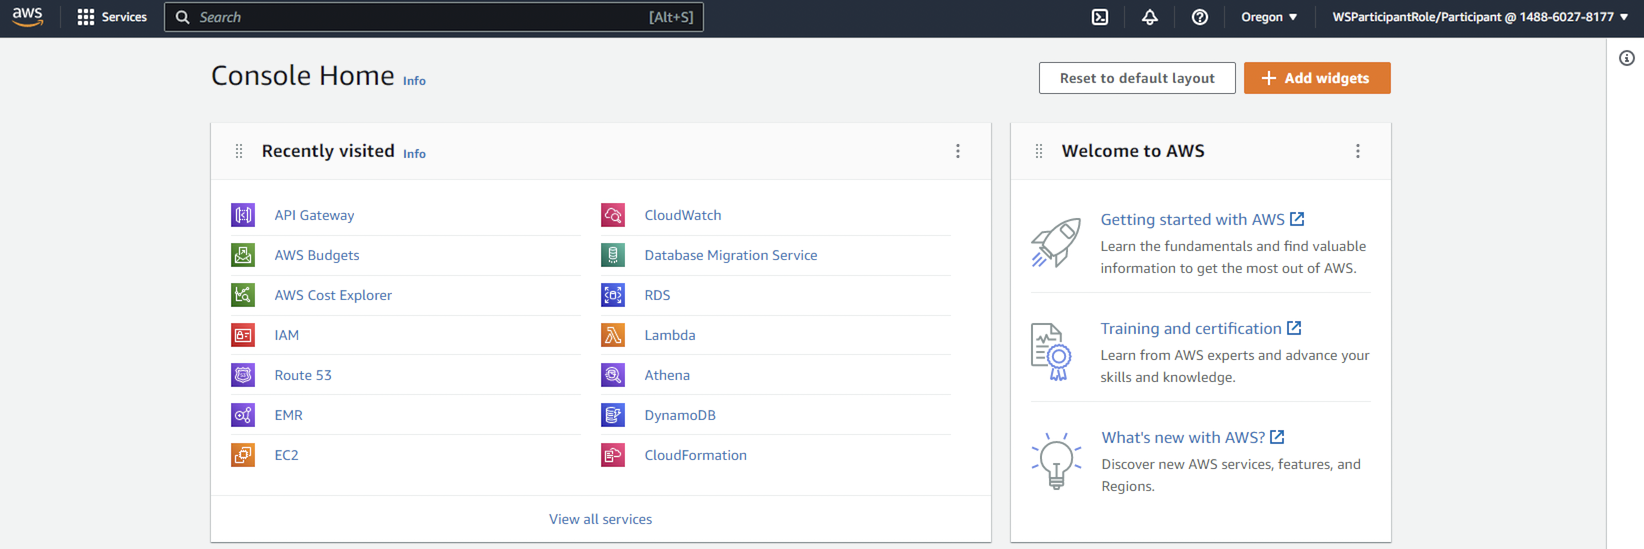 aws
Services
Search
[Alt+S]
Oregon ▼
WSParticipantRole/Participant @ 1488-6027-8177 ▼
Console Home Info
Reset to default layout
+ Add widgets
Recently visited Info
API Gateway
AWS Budgets
AWS Cost Explorer
IAM
Route 53
EMR
EC2
CloudWatch
Database Migration Service
RDS
Lambda
Athena
DynamoDB
CloudFormation
View all services
Welcome to AWS
Getting started with AWS
Learn the fundamentals and find valuable
information to get the most out of AWS.
Training and certification
Learn from AWS experts and advance your
skills and knowledge.
What's new with AWS?
Discover new AWS services, features, and
Regions.